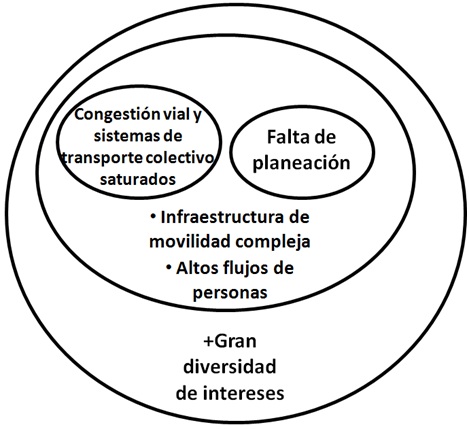 Congestión vial y
sistemas de
transporte colectivo
saturados
Falta de
planeación
• Infraestructura de
movilidad compleja
• Altos flujos de
personas
+Gran
diversidad
de intereses